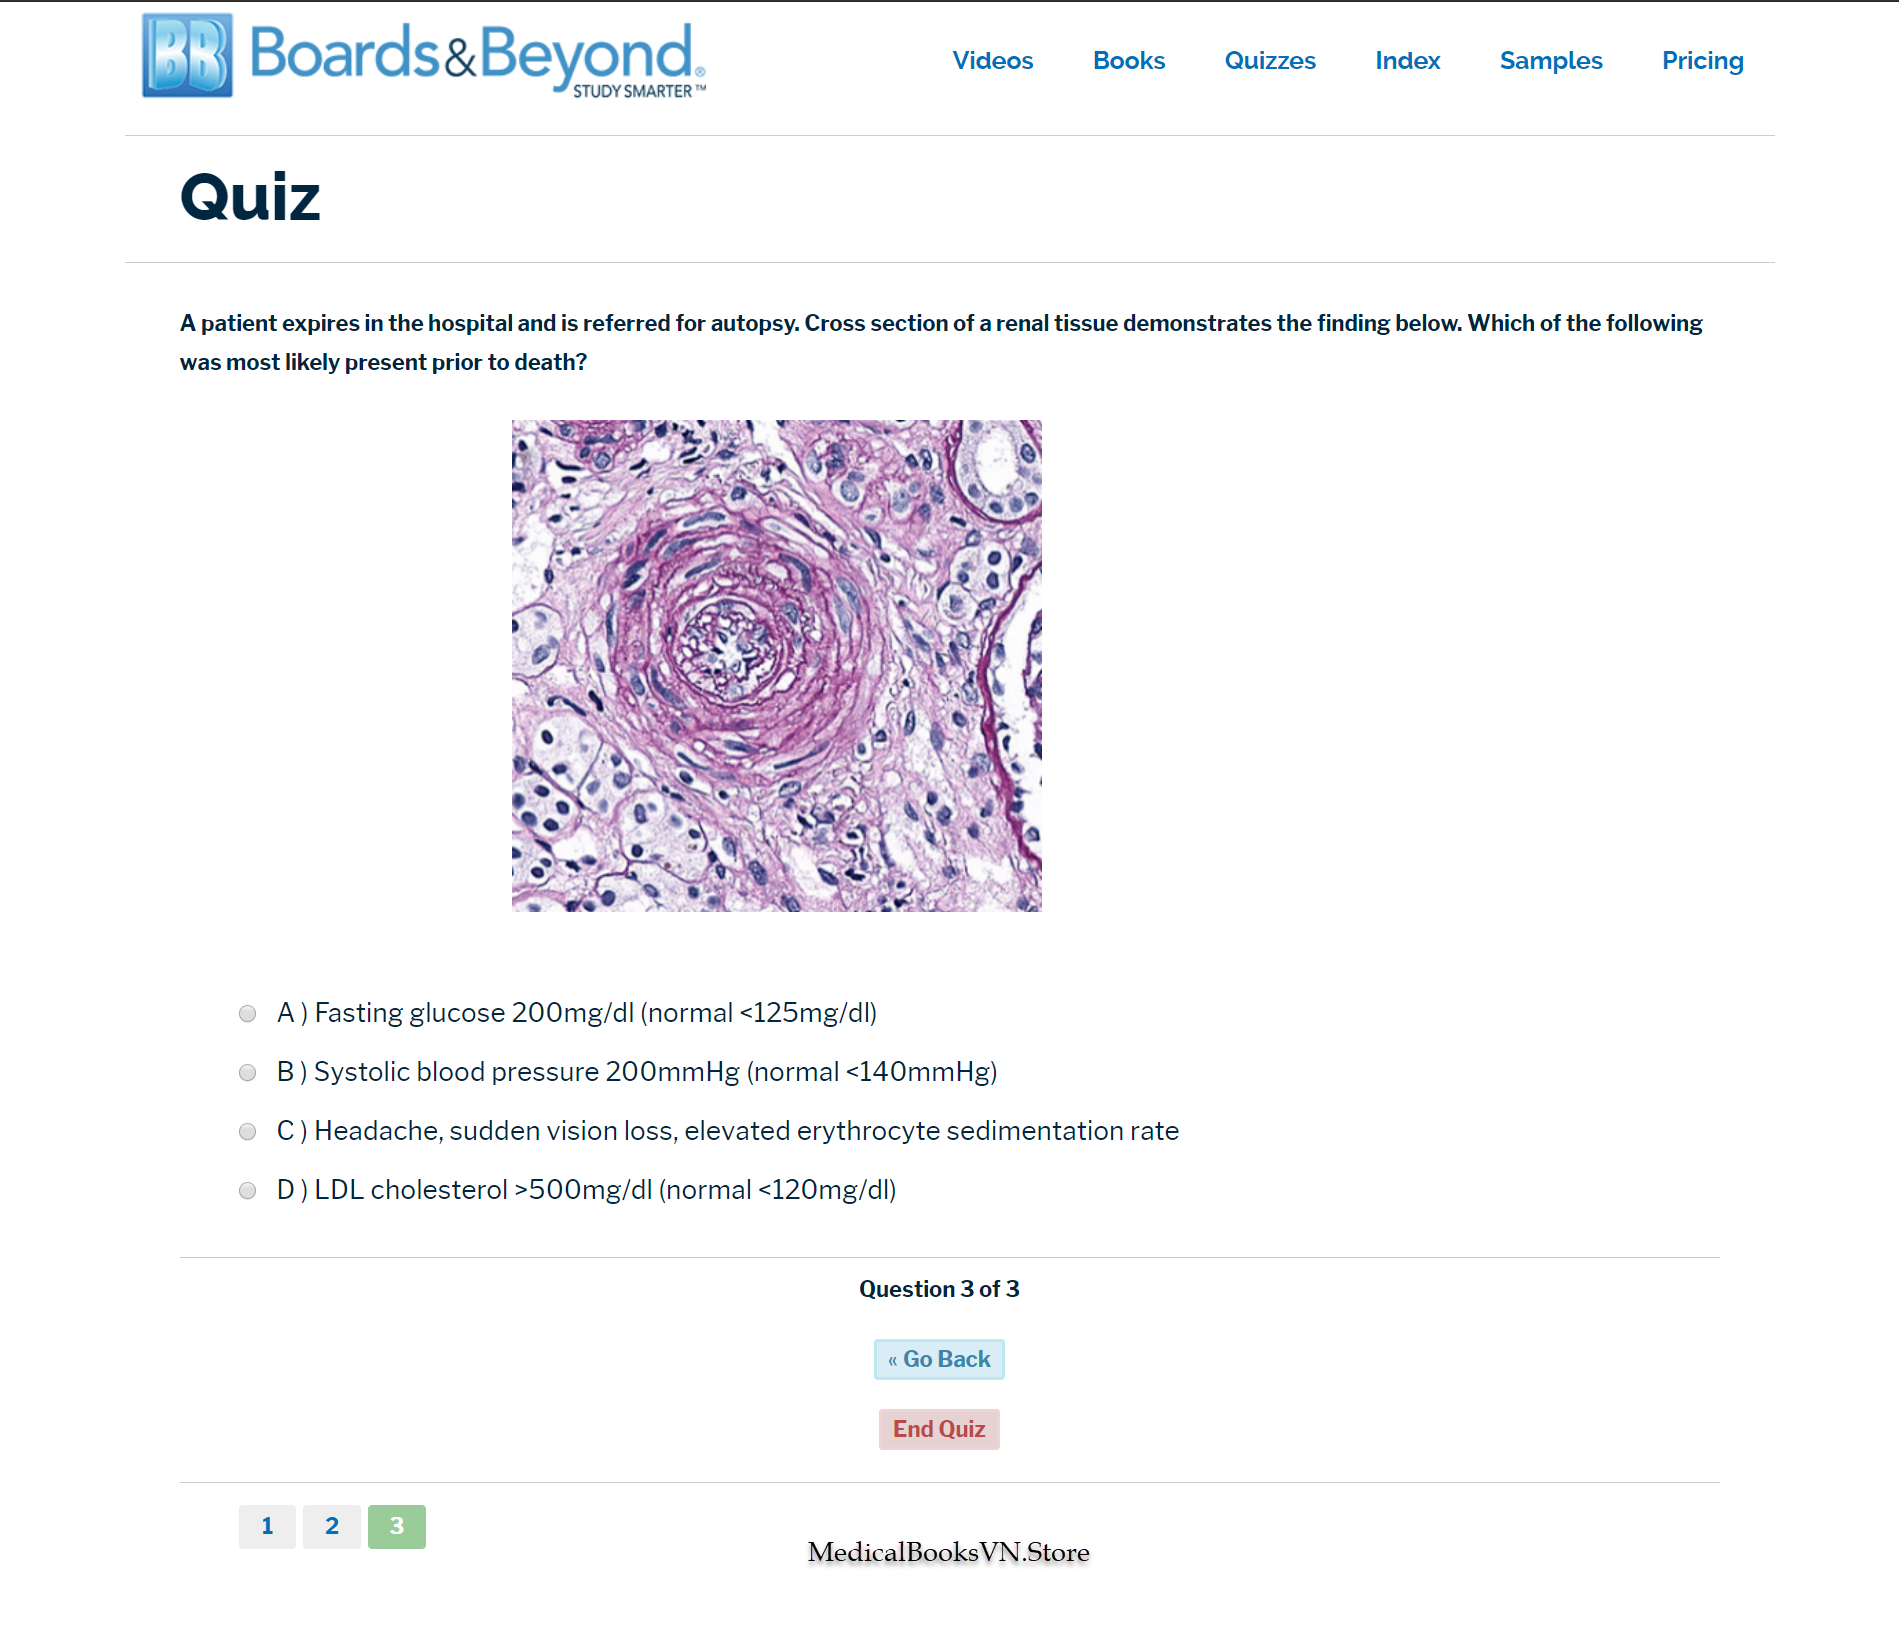 BB Boards&Beyond®
STUDY SMARTER™
Videos Books Quizzes Index Samples Pricing
Quiz
A patient expires in the hospital and is referred for autopsy. Cross section of a renal tissue demonstrates the finding below. Which of the following
was most likely present prior to death?
A ) Fasting glucose 200mg/dl (normal <125mg/dl)
B ) Systolic blood pressure 200mmHg (normal <140mmHg)
C ) Headache, sudden vision loss, elevated erythrocyte sedimentation rate
D ) LDL cholesterol >500mg/dl (normal <120mg/dl)
Question 3 of 3
« Go Back
End Quiz
1 2 3
MedicalBooksVN.Store